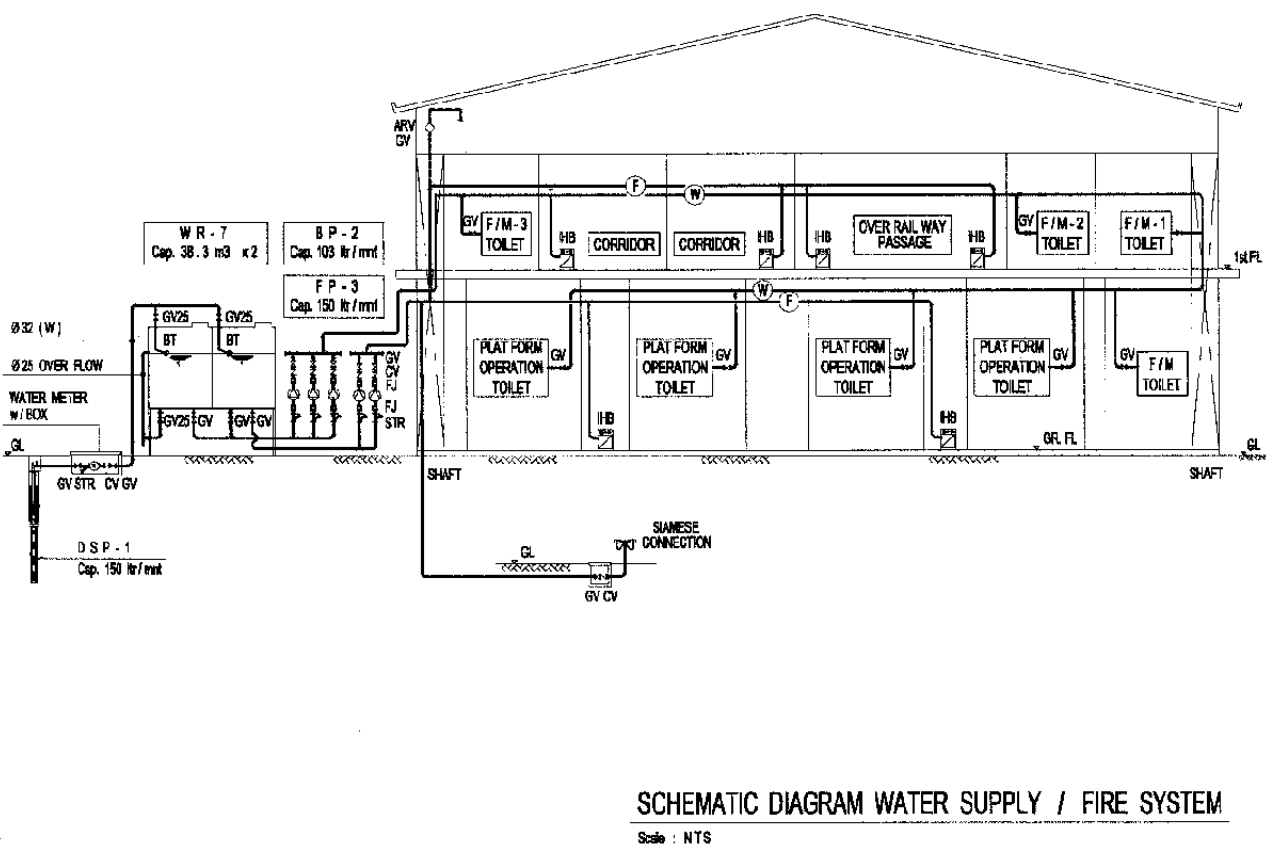 ARV
GV
F
W
GV
F/M-3
TOILET
IHB
CORRIDOR
CORRIDOR
IHB
IHB
OVER RAIL WAY
PASSAGE
IHB
GV
F/M-2
TOILET
F/M-1
TOILET
1st.FL
WR-7
Cap. 38.3 m3 x2
BP-2
Cap. 103 ltr/mnt
FP-3
Cap. 150 ltr/mnt
W
F
Ø32 (W)
GV25
GV25
BT
BT
Ø25 OVER FLOW
WATER METER
w/BOX
GV
CV
FJ
FJ
STR
GV25
GV
GV
GV
PLAT FORM
OPERATION
TOILET
GV
PLAT FORM
OPERATION
TOILET
GV
PLAT FORM
OPERATION
TOILET
GV
PLAT FORM
OPERATION
TOILET
GV
GV
F/M
TOILET
IHB
IHB
GL
GR. FL
GL
GV STR CV GV
SHAFT
SHAFT
DSP-1
Cap. 150 ltr/mnt
GL
SIAMESE
CONNECTION
GV CV
SCHEMATIC DIAGRAM WATER SUPPLY / FIRE SYSTEM
Scale : NTS